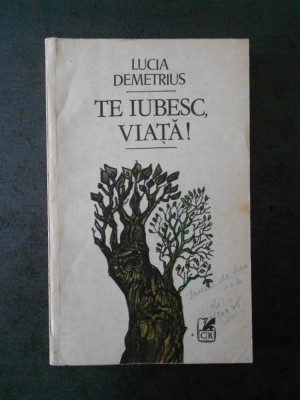 LUCIA
DEMETRIUS
TE IUBESC,
VIAȚĂ!
CR